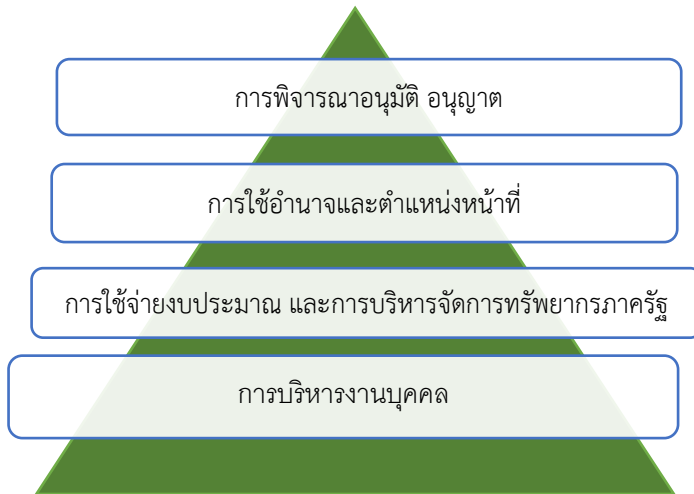 การพิจารณาอนุมัติ อนุญาต
การใช้อำนาจและตำแหน่งหน้าที่
การใช้จ่ายงบประมาณ และการบริหารจัดการทรัพยากรภาครัฐ
การบริหารงานบุคคล